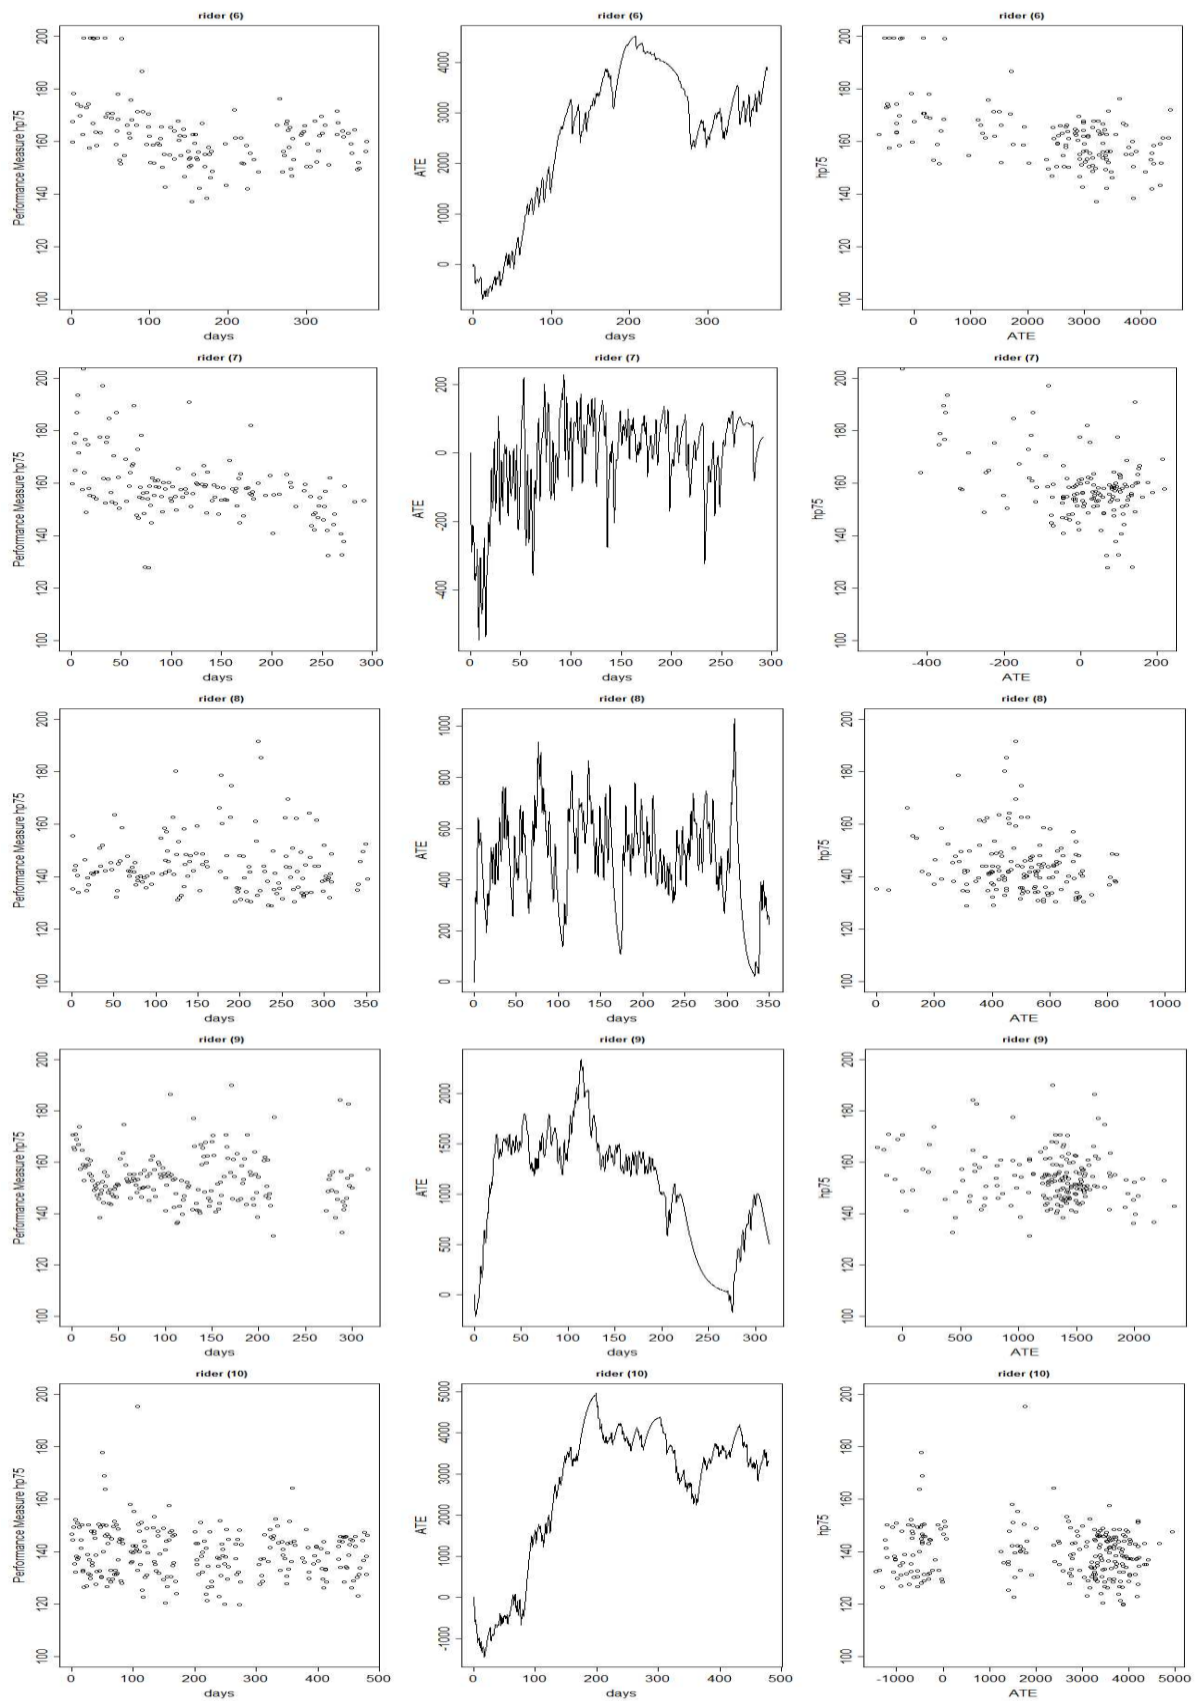 rider (6) rider (6) rider (6)
Performance Measure hp75
100 120 140 160 180 200
0 100 200 300
days
ATE
0 1000 2000 3000 4000
0 100 200 300
days
hp75
100 120 140 160 180 200
0 1000 2000 3000 4000
ATE
rider (7) rider (7) rider (7)
Performance Measure hp75
100 120 140 160 180 200
0 50 100 150 200 250 300
days
ATE
-400 -200 0 200
0 50 100 150 200 250 300
days
hp75
100 120 140 160 180 200
-400 -200 0 200
ATE
rider (8) rider (8) rider (8)
Performance Measure hp75
100 120 140 160 180 200
0 50 100 150 200 250 300 350
days
ATE
0 200 400 600 800 1000
0 50 100 150 200 250 300 350
days
hp75
100 120 140 160 180 200
0 200 400 600 800 1000
ATE
rider (9) rider (9) rider (9)
Performance Measure hp75
100 120 140 160 180 200
0 50 100 150 200 250 300
days
ATE
0 500 1000 1500 2000
0 50 100 150 200 250 300
days
hp75
100 120 140 160 180 200
0 500 1000 1500 2000
ATE
rider (10) rider (10) rider (10)
Performance Measure hp75
100 120 140 160 180 200
0 100 200 300 400 500
days
ATE
-1000 0 1000 2000 3000 4000 5000
0 100 200 300 400 500
days
hp75
100 120 140 160 180 200
-1000 0 1000 2000 3000 4000 5000
ATE